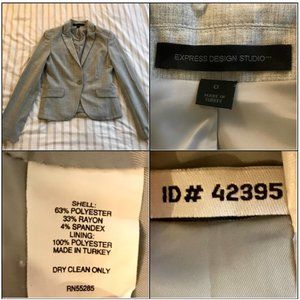 EXPRESS DESIGN STUDIO
0
MADE IN
TURKEY
SHELL:
63% POLYESTER
33% RAYON
4% SPANDEX
LINING:
100% POLYESTER
MADE IN TURKEY
DRY CLEAN ONLY
RN55285
ID# 42395